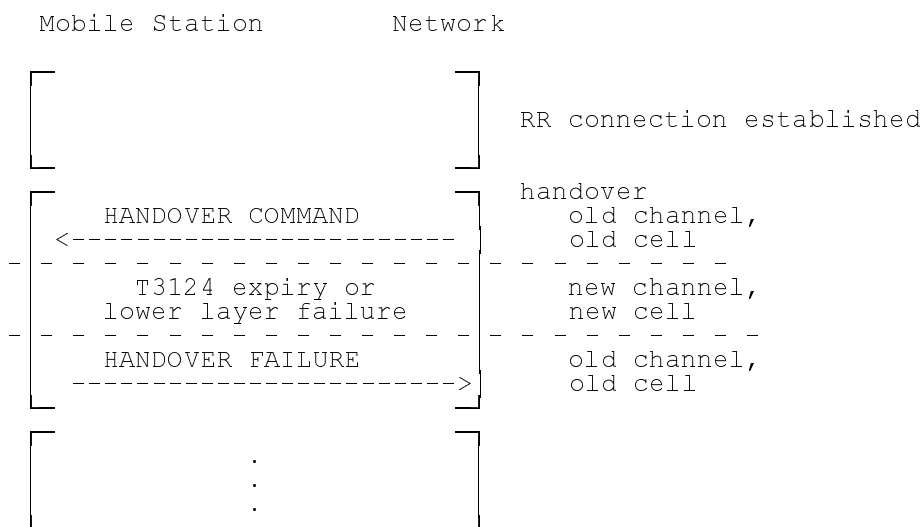 Mobile Station Network
RR connection established
handover
HANDOVER COMMAND old channel,
<------------------------ old cell
T3124 expiry or new channel,
lower layer failure new cell
HANDOVER FAILURE old channel,
------------------------> old cell
.
.
.